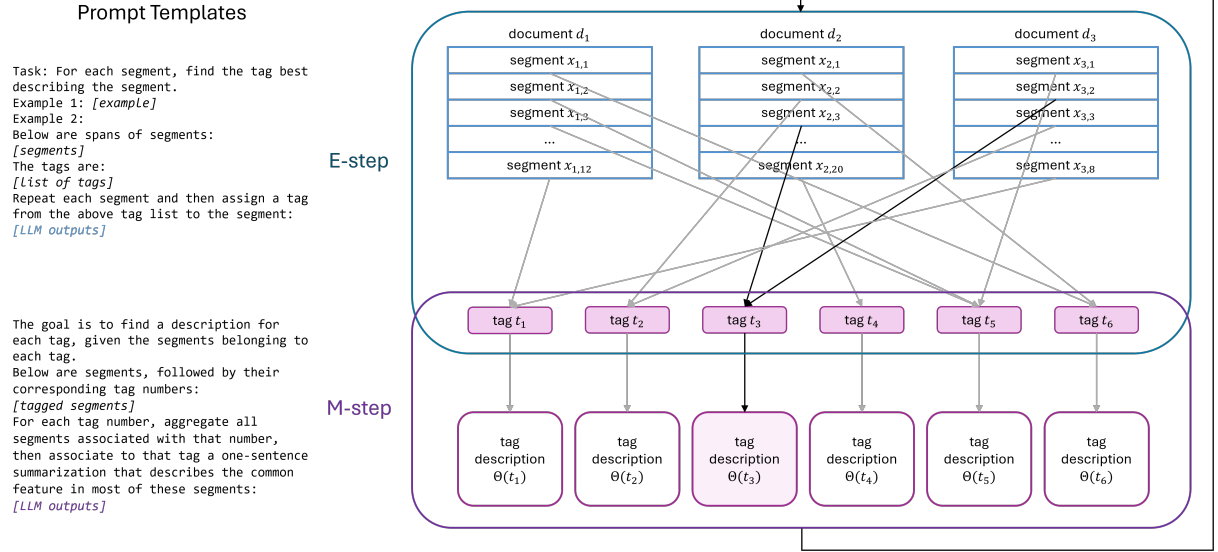 Prompt Templates
Task: For each segment, find the tag best
describing the segment.
Example 1: [example]
Example 2:
Below are spans of segments:
[segments]
The tags are:
[list of tags]
Repeat each segment and then assign a tag
from the above tag list to the segment:
[LLM outputs]
The goal is to find a description for
each tag, given the segments belonging to
each tag.
Below are segments, followed by their
corresponding tag numbers:
[tagged segments]
For each tag number, aggregate all
segments associated with that number,
then associate to that tag a one-sentence
summarization that describes the common
feature in most of these segments:
[LLM outputs]
E-step
document d₁
segment x₁,₁
segment x₁,₂
segment x₁,₃
...
segment x₁,₁₂
document d₂
segment x₂,₁
segment x₂,₂
segment x₂,₃
...
segment x₂,₂₀
document d₃
segment x₃,₁
segment x₃,₂
segment x₃,₃
...
segment x₃,₈
tag t₁
tag t₂
tag t₃
tag t₄
tag t₅
tag t₆
M-step
tag
description
Θ(t₁)
tag
description
Θ(t₂)
tag
description
Θ(t₃)
tag
description
Θ(t₄)
tag
description
Θ(t₅)
tag
description
Θ(t₆)